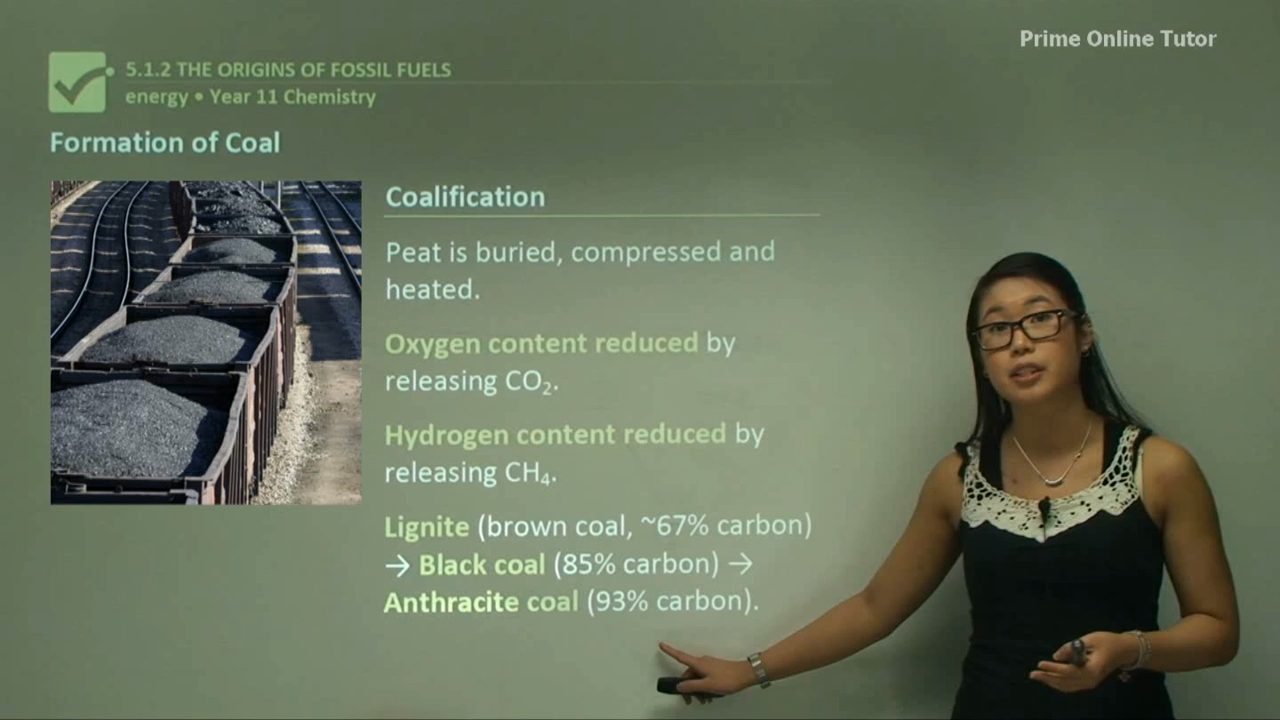 Prime Online Tutor
5.1.2 THE ORIGINS OF FOSSIL FUELS
energy • Year 11 Chemistry
Formation of Coal
Coalification
Peat is buried, compressed and
heated.
Oxygen content reduced by
releasing CO₂.
Hydrogen content reduced by
releasing CH₄.
Lignite (brown coal, ~67% carbon)
→ Black coal (85% carbon) →
Anthracite coal (93% carbon).